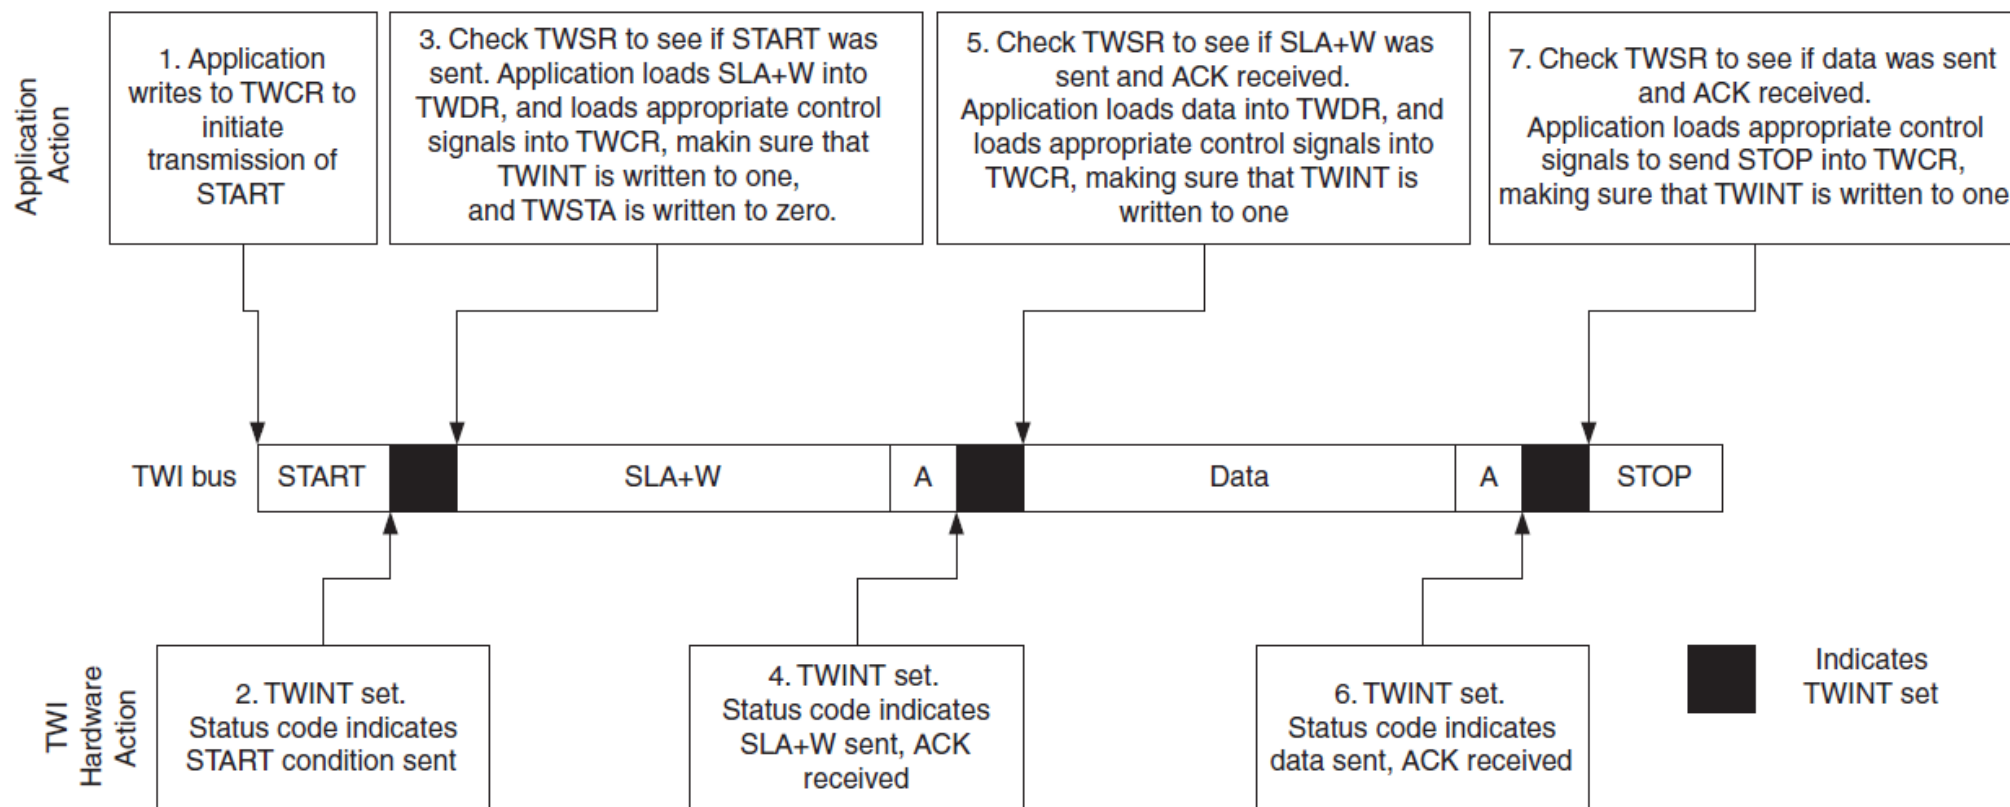 Application
Action
1. Application
writes to TWCR to
initiate
transmission of
START
3. Check TWSR to see if START was
sent. Application loads SLA+W into
TWDR, and loads appropriate control
signals into TWCR, makin sure that
TWINT is written to one,
and TWSTA is written to zero.
5. Check TWSR to see if SLA+W was
sent and ACK received.
Application loads data into TWDR, and
loads appropriate control signals into
TWCR, making sure that TWINT is
written to one
7. Check TWSR to see if data was sent
and ACK received.
Application loads appropriate control
signals to send STOP into TWCR,
making sure that TWINT is written to one
TWI bus
START
SLA+W
A
Data
A
STOP
TWI
Hardware
Action
2. TWINT set.
Status code indicates
START condition sent
4. TWINT set.
Status code indicates
SLA+W sent, ACK
received
6. TWINT set.
Status code indicates
data sent, ACK received
Indicates
TWINT set